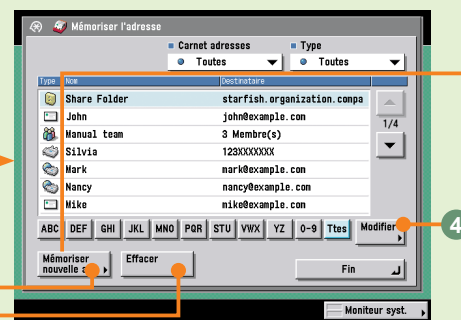 Mémoriser l'adresse
Carnet adresses Type
Toutes Toutes
Type Nom Destinataire
Share Folder starfish.organization.compa
John john@example.com
Manual team 3 Membre(s)
Silvia 123XXXXXXX
Mark mark@example.com
Nancy nancy@example.com
Mike mike@example.com
1/4
ABC DEF GHI JKL MNO PQR STU VWX YZ 0-9 Ttes Modifier
4
Mémoriser
nouvelle a
Effacer
Fin
Moniteur syst.